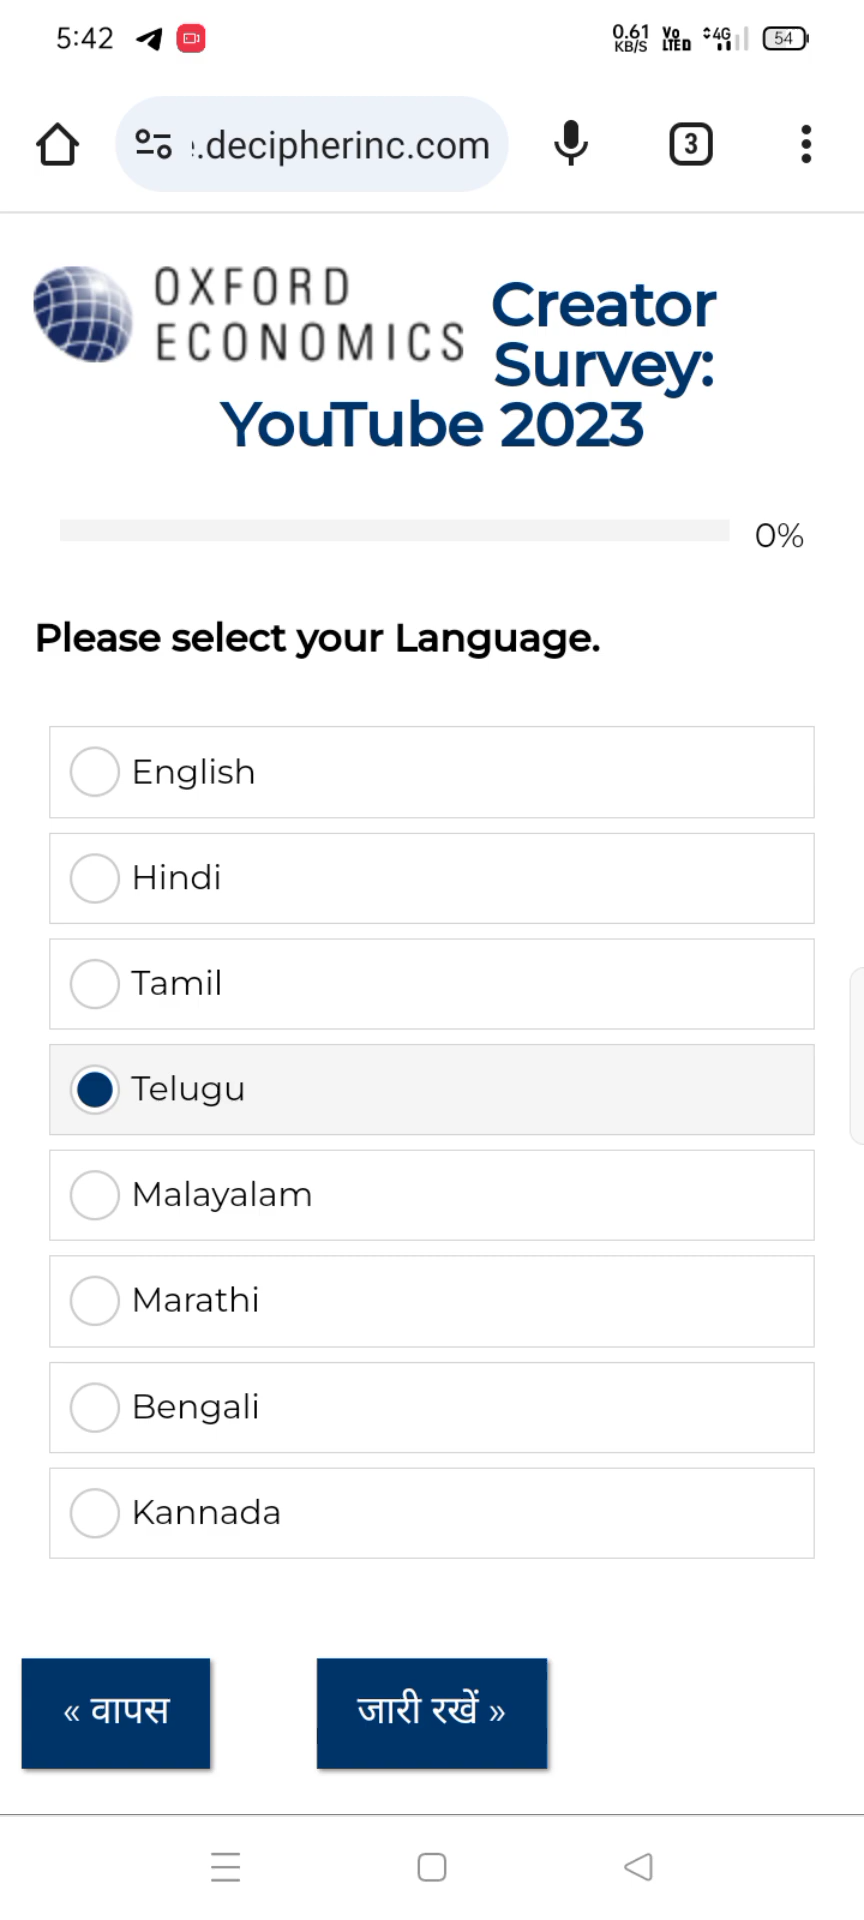 5:42
0.61 KB/S Vo LTED 4G 54
.decipherinc.com
3
OXFORD
ECONOMICS
Creator
Survey:
YouTube 2023
0%
Please select your Language.
English
Hindi
Tamil
Telugu
Malayalam
Marathi
Bengali
Kannada
« वापस
जारी रखें »